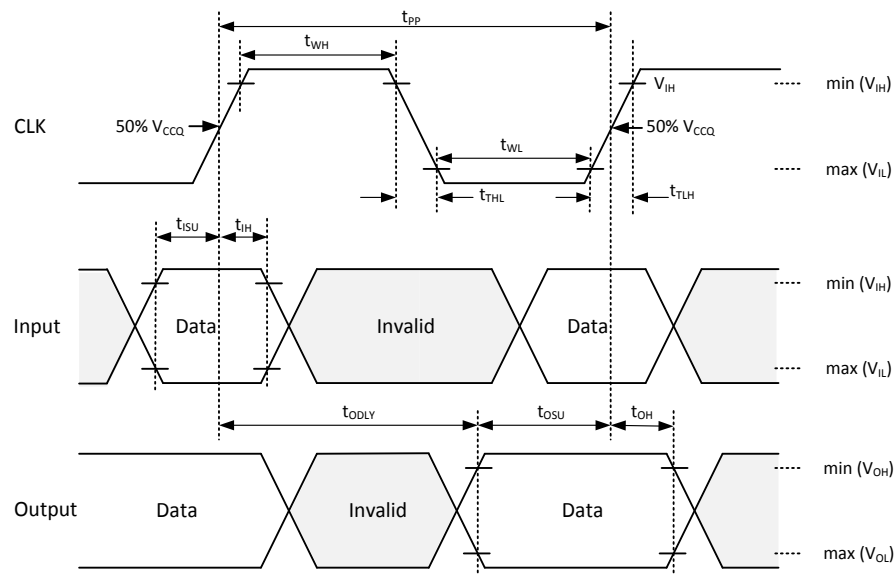 tPP
tWH
VIH
min (VIH)
CLK
50% VCCQ
50% VCCQ
tWL
max (VIL)
tTHL
tTLH
tISU
tIH
min (VIH)
Input
Data
Invalid
Data
max (VIL)
tODLY
tOSU
tOH
min (VOH)
Output
Data
Invalid
Data
max (VOL)